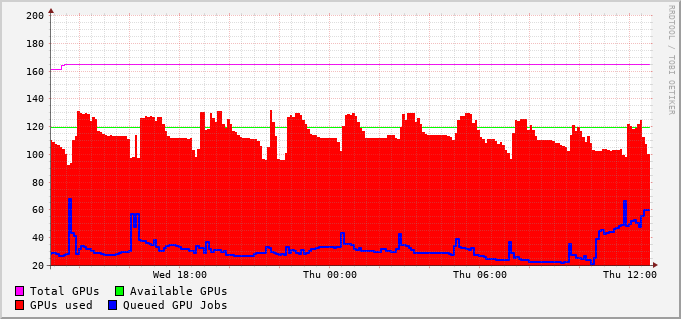 200
180
160
140
120
100
80
60
40
20
Wed 18:00 Thu 00:00 Thu 06:00 Thu 12:00
Total GPUs Available GPUs
GPUs used Queued GPU Jobs
RRDTOOL / TOBI OETIKER